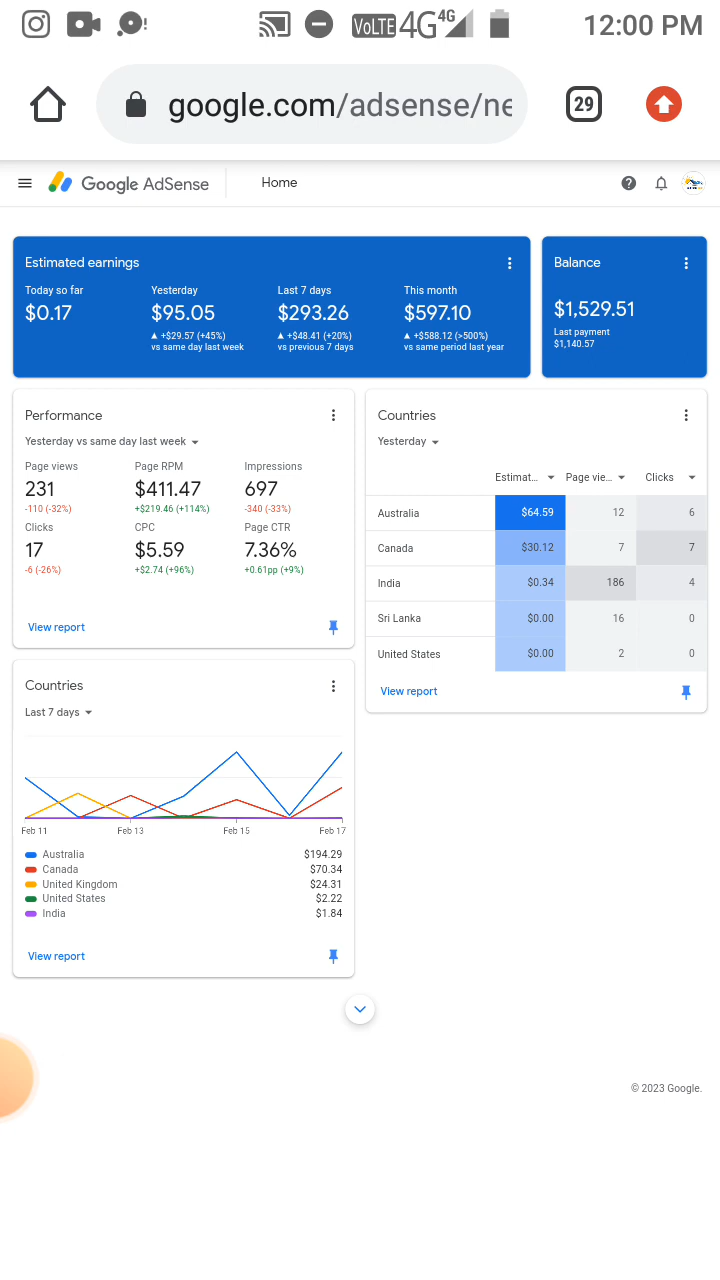 VoLTE 4G 4G 12:00 PM
google.com/adsense/ne
29
Google AdSense Home
Estimated earnings
Today so far
$0.17
Yesterday
$95.05
▲ +$29.57 (+45%)
vs same day last week
Last 7 days
$293.26
▲ +$48.41 (+20%)
vs previous 7 days
This month
$597.10
▲ +$588.12 (>500%)
vs same period last year
Balance
$1,529.51
Last payment
$1,140.57
Performance
Yesterday vs same day last week
Page views
231
-110 (-32%)
Page RPM
$411.47
+$219.46 (+114%)
Impressions
697
-340 (-33%)
Clicks
17
-6 (-26%)
CPC
$5.59
+$2.74 (+96%)
Page CTR
7.36%
+0.61pp (+9%)
View report
Countries
Yesterday
Estimat... Page vie... Clicks
Australia $64.59 12 6
Canada $30.12 7 7
India $0.34 186 4
Sri Lanka $0.00 16 0
United States $0.00 2 0
View report
Countries
Last 7 days
Feb 11 Feb 13 Feb 15 Feb 17
Australia $194.29
Canada $70.34
United Kingdom $24.31
United States $2.22
India $1.84
View report
© 2023 Google.